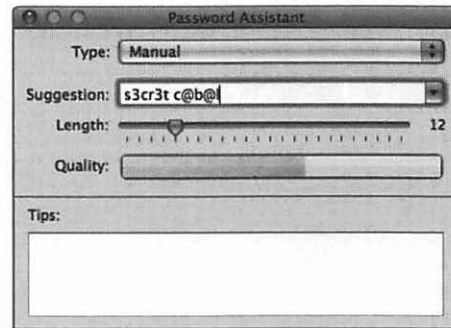 Password Assistant
Type: Manual
Suggestion: s3cr3t c@b@l
Length: 12
Quality:
Tips: